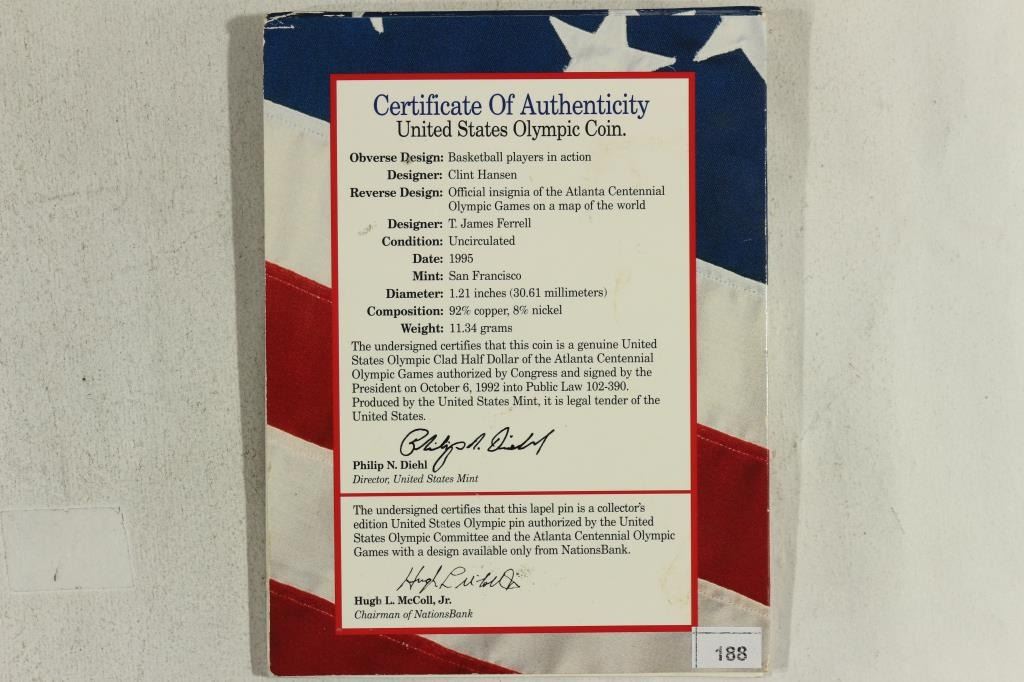 Certificate Of Authenticity
United States Olympic Coin.
Obverse Design: Basketball players in action
Designer: Clint Hansen
Reverse Design: Official insignia of the Atlanta Centennial
Olympic Games on a map of the world
Designer: T. James Ferrell
Condition: Uncirculated
Date: 1995
Mint: San Francisco
Diameter: 1.21 inches (30.61 millimeters)
Composition: 92% copper, 8% nickel
Weight: 11.34 grams
The undersigned certifies that this coin is a genuine United
States Olympic Clad Half Dollar of the Atlanta Centennial
Olympic Games authorized by Congress and signed by the
President on October 6, 1992 into Public Law 102-390.
Produced by the United States Mint, it is legal tender of the
United States.
Philip N. Diehl
Philip N. Diehl
Director, United States Mint
The undersigned certifies that this lapel pin is a collector's
edition United States Olympic pin authorized by the United
States Olympic Committee and the Atlanta Centennial Olympic
Games with a design available only from NationsBank.
Hugh L. McColl, Jr.
Chairman of NationsBank
188